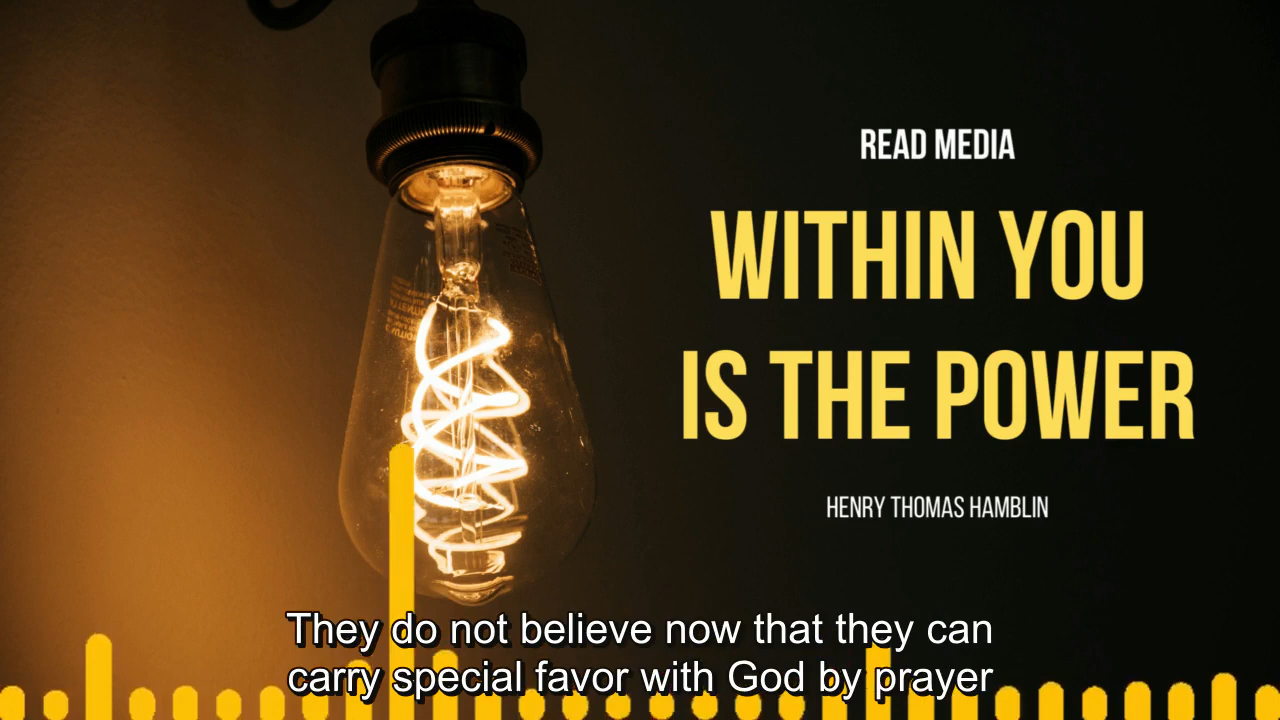 READ MEDIA
WITHIN YOU
IS THE POWER
HENRY THOMAS HAMBLIN
They do not believe now that they can
carry special favor with God by prayer